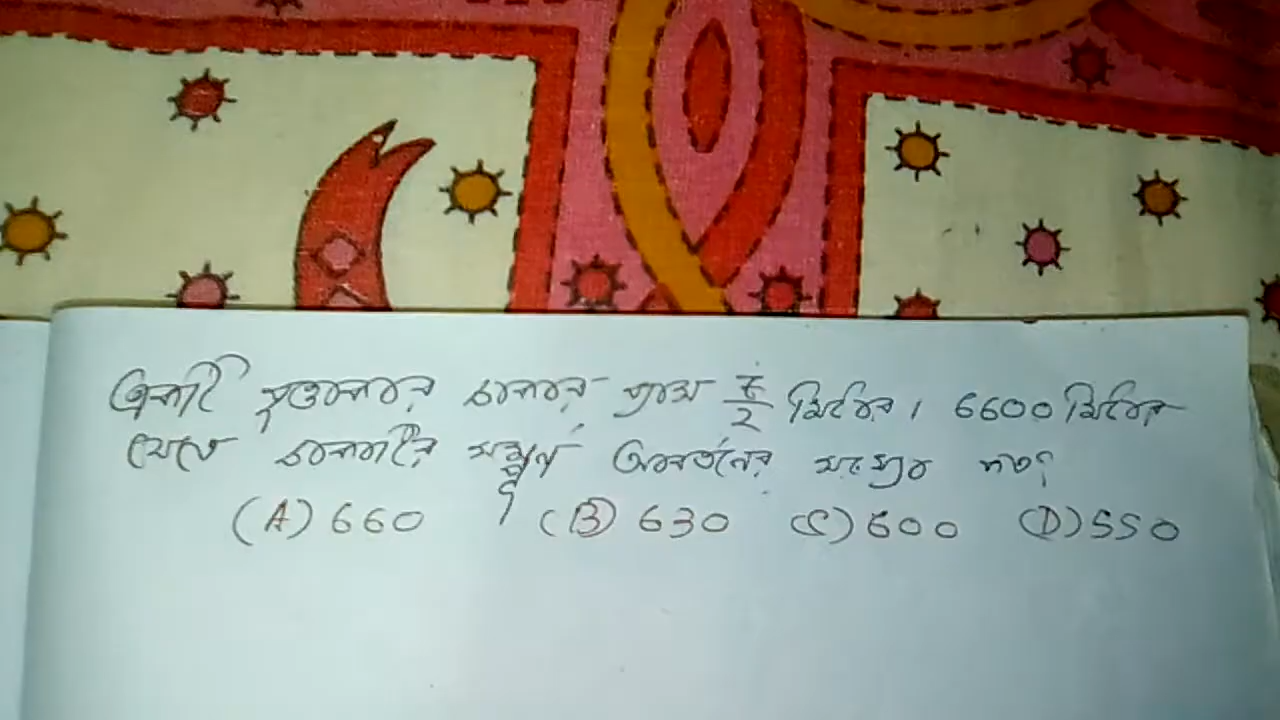 একটি বৃত্তাকার চাকার ব্যাস 7/2 মিটার। 6600 মিটার
যেতে চাকাটির সম্পূর্ণ আবর্তনের সংখ্যা কত?
(A) 660 (B) 630 (C) 600 (D) 550